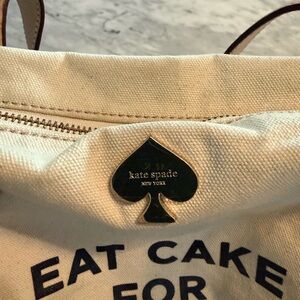 kate spade
NEW YORK
EAT CAKE
FOR